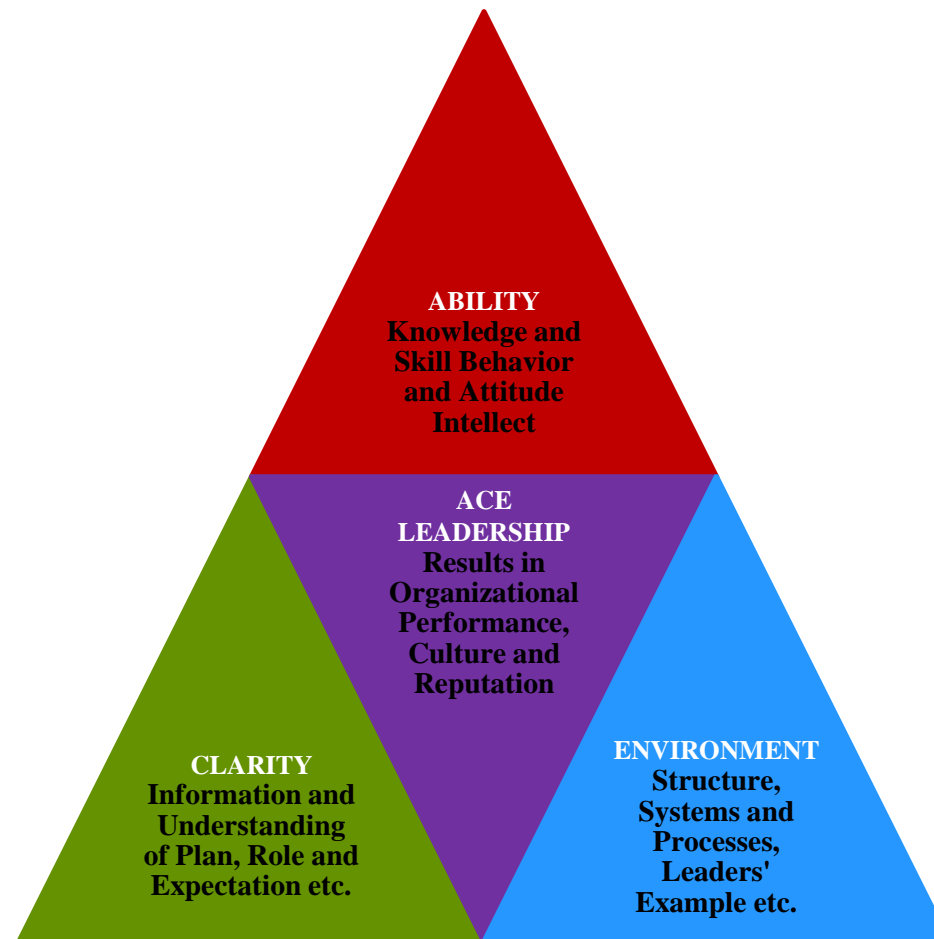 ABILITY
Knowledge and
Skill Behavior
and Attitude
Intellect
ACE
LEADERSHIP
Results in
Organizational
Performance,
Culture and
Reputation
CLARITY
Information and
Understanding
of Plan, Role and
Expectation etc.
ENVIRONMENT
Structure,
Systems and
Processes,
Leaders'
Example etc.